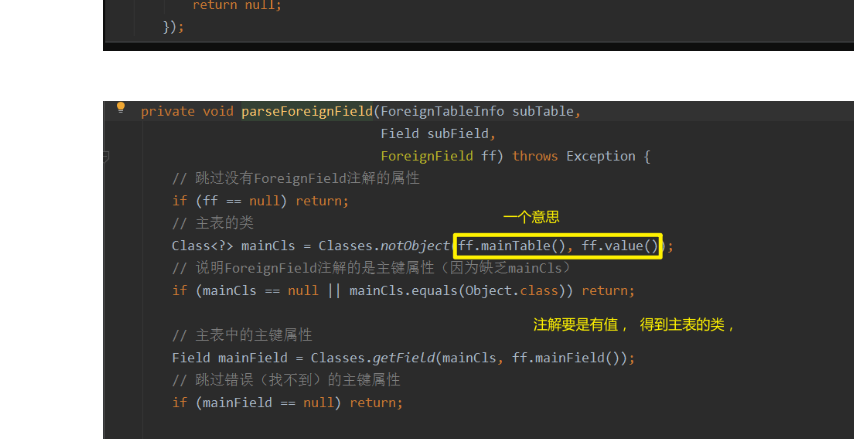 return null;
});
private void parseForeignField(ForeignTableInfo subTable,
Field subField,
ForeignField ff) throws Exception {
// 跳过没有ForeignField注解的属性
if (ff == null) return;
// 主表的类
一个意思
Class<?> mainCls = Classes.notObject(ff.mainTable(), ff.value());
// 说明ForeignField注解的是主键属性（因为缺乏mainCls）
if (mainCls == null || mainCls.equals(Object.class)) return;
注解要是有值， 得到主表的类，
// 主表中的主键属性
Field mainField = Classes.getField(mainCls, ff.mainField());
// 跳过错误（找不到）的主键属性
if (mainField == null) return;